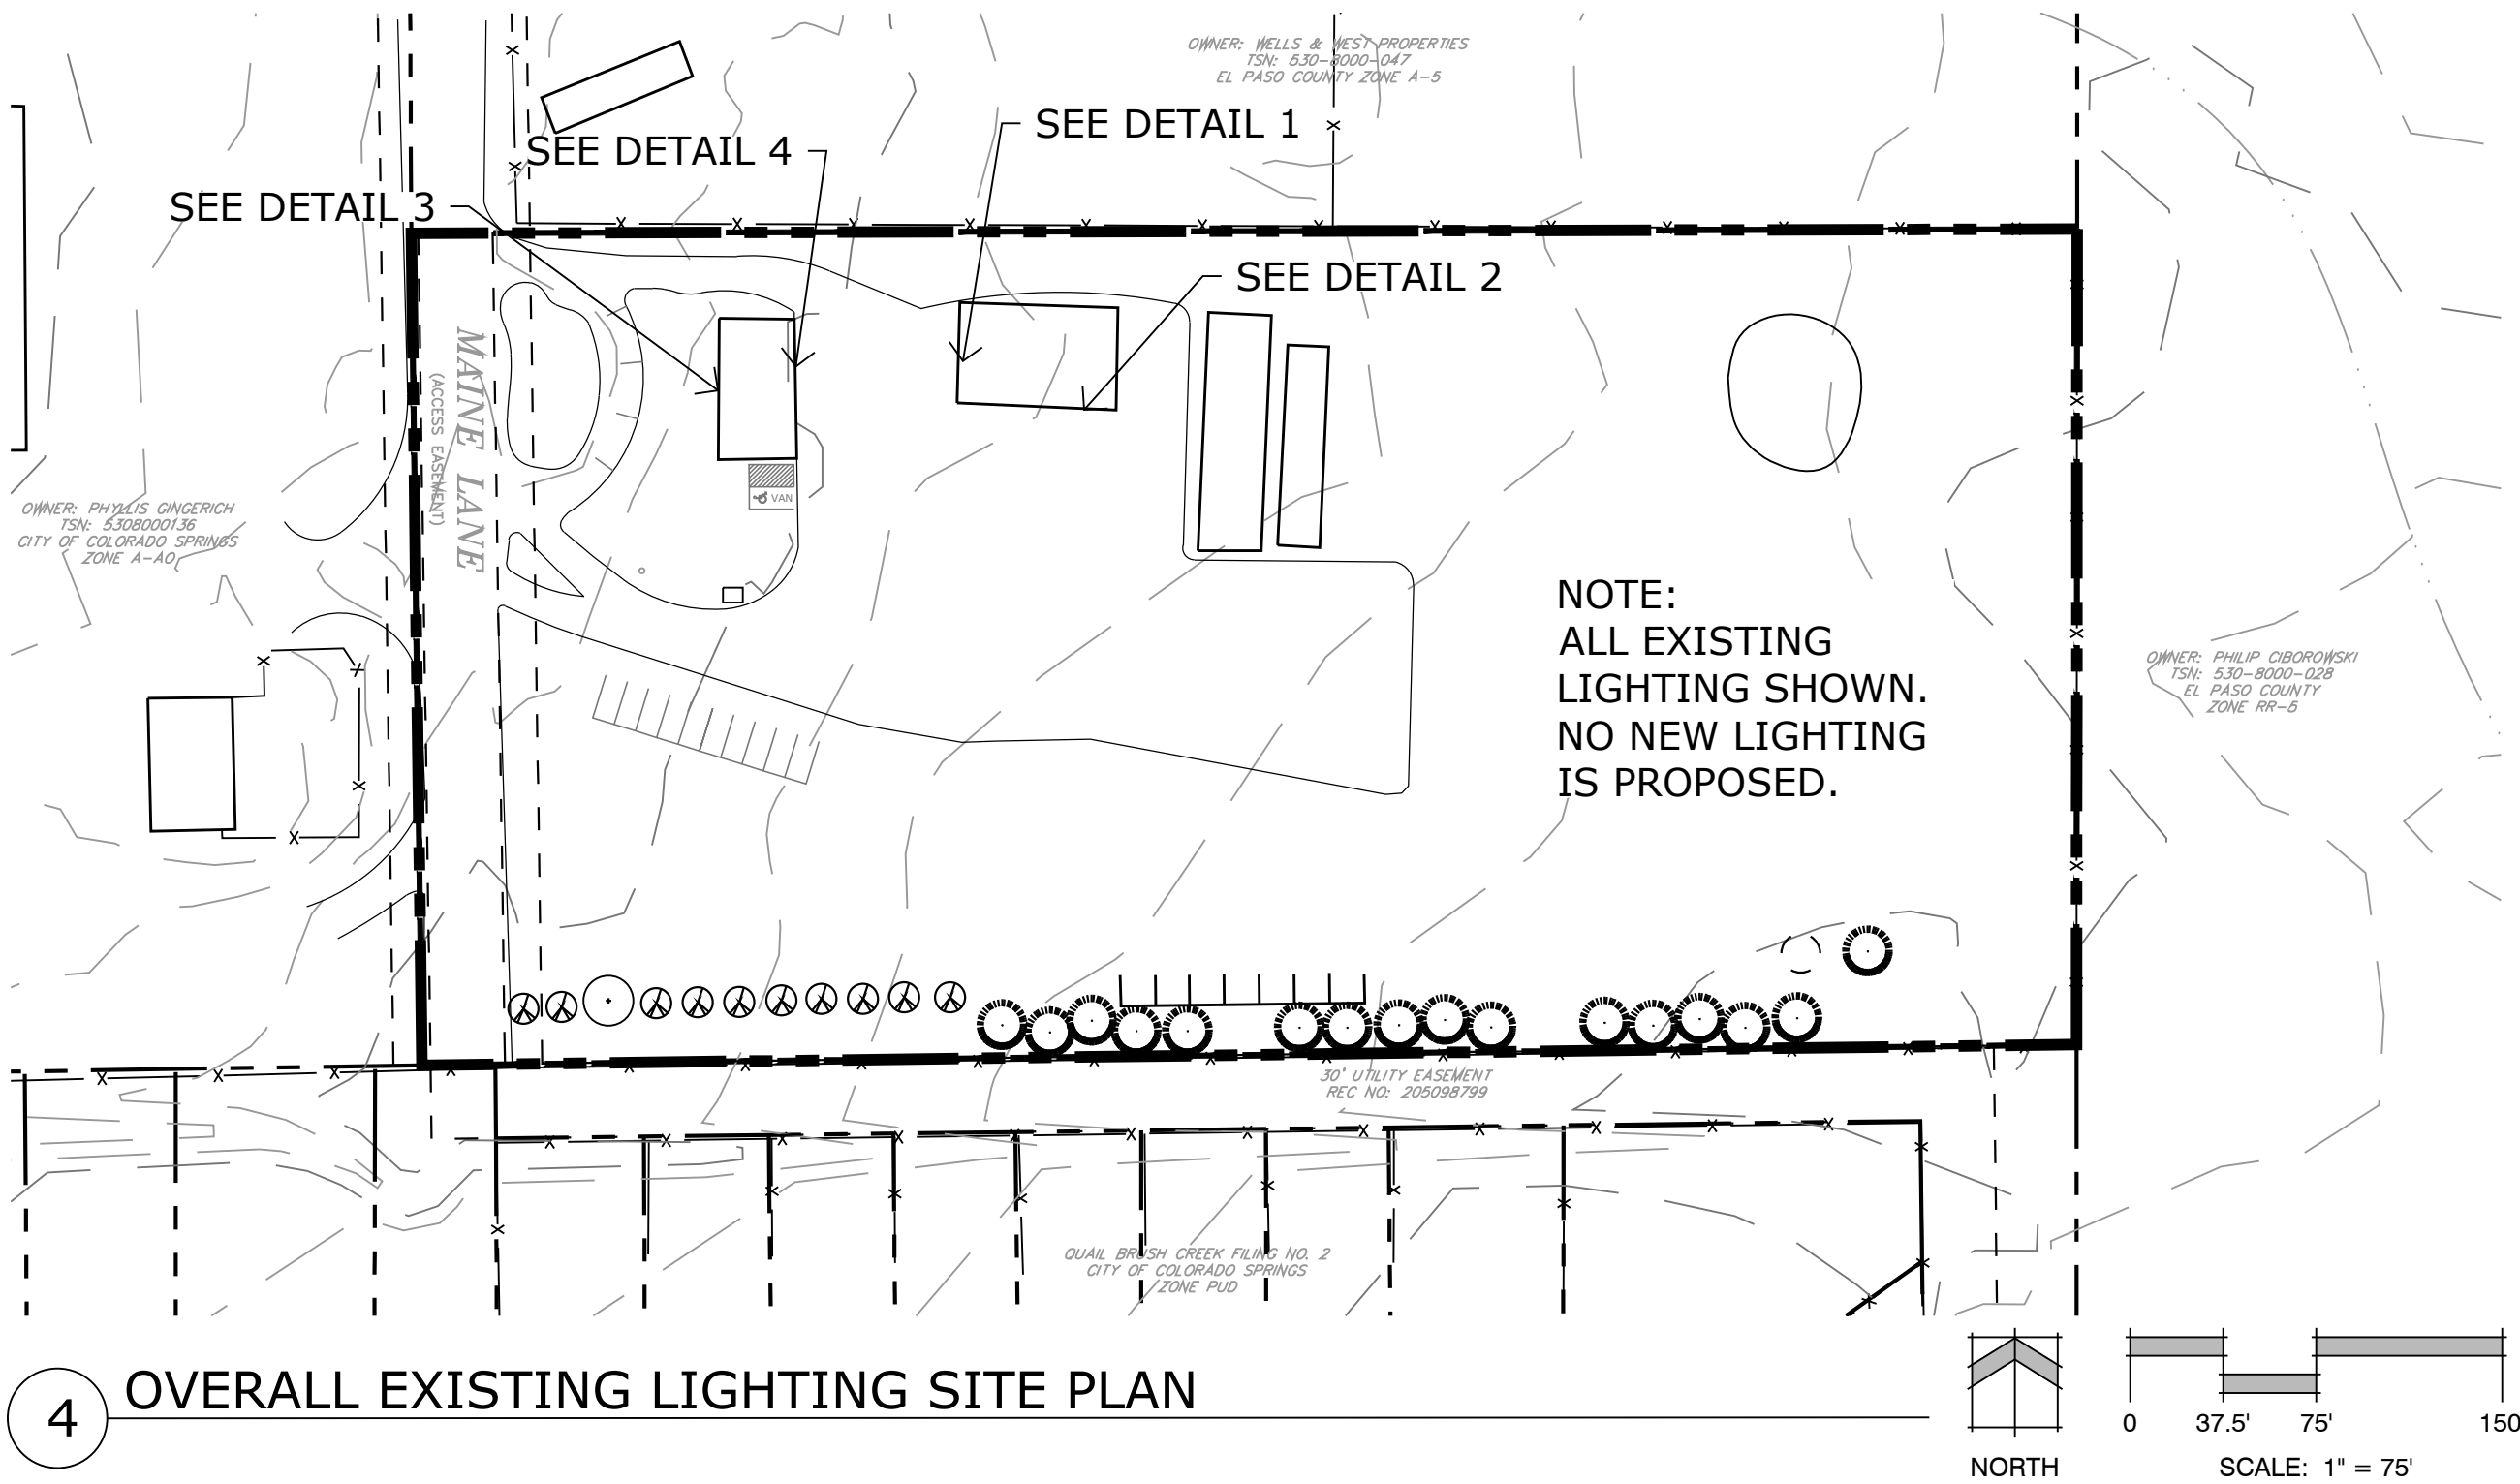 OWNER: WELLS & WEST PROPERTIES
TSN: 530-8000-047
EL PASO COUNTY ZONE A-5
SEE DETAIL 1
SEE DETAIL 4
SEE DETAIL 3
SEE DETAIL 2
MAINE LANE
(ACCESS EASEMENT)
VAN
OWNER: PHYLLIS GINGERICH
TSN: 5308000136
CITY OF COLORADO SPRINGS
ZONE A-AO
NOTE:
ALL EXISTING
LIGHTING SHOWN.
NO NEW LIGHTING
IS PROPOSED.
OWNER: PHILIP CIBOROWSKI
TSN: 530-8000-028
EL PASO COUNTY
ZONE RR-5
30' UTILITY EASEMENT
REC NO: 205098799
QUAIL BRUSH CREEK FILING NO. 2
CITY OF COLORADO SPRINGS
ZONE PUD
4
OVERALL EXISTING LIGHTING SITE PLAN
NORTH
0 37.5' 75' 150
SCALE: 1" = 75'